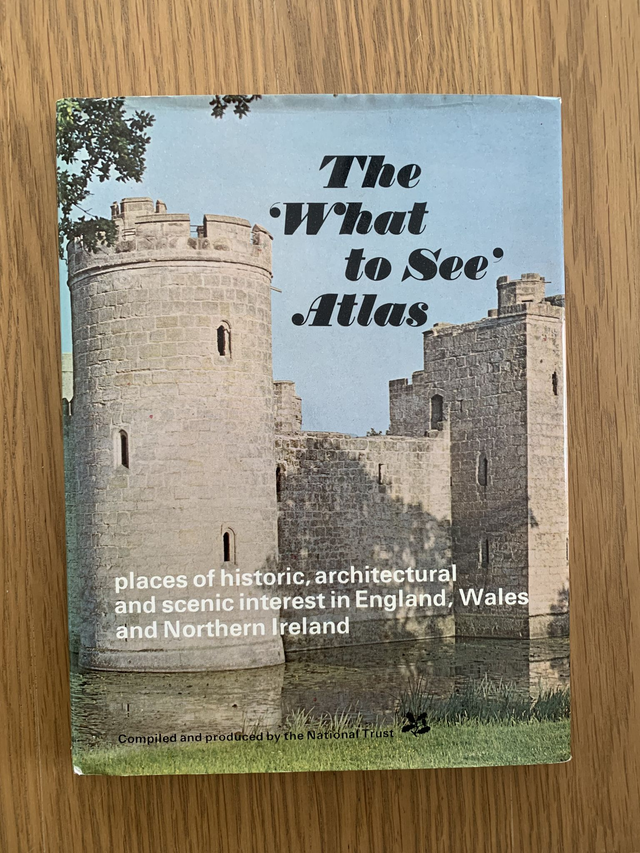 The
‘What
to See’
Atlas
places of historic, architectural
and scenic interest in England, Wales
and Northern Ireland
Compiled and produced by the National Trust